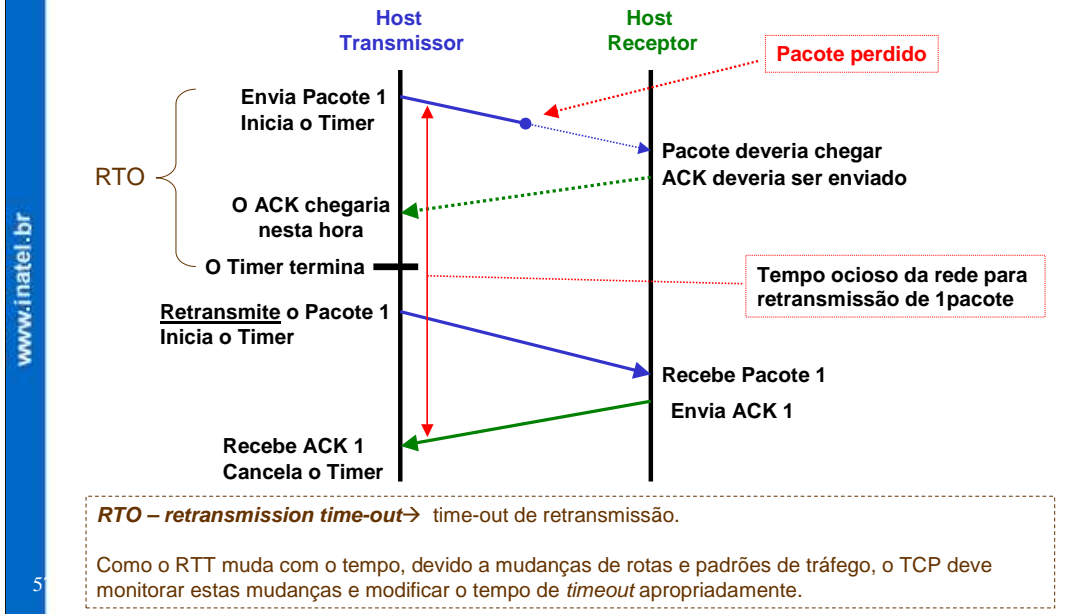 Host
Transmissor
Host
Receptor
Pacote perdido
Envia Pacote 1
Inicia o Timer
Pacote deveria chegar
ACK deveria ser enviado
RTO
O ACK chegaria
nesta hora
O Timer termina
Tempo ocioso da rede para
retransmissão de 1pacote
Retransmite o Pacote 1
Inicia o Timer
Recebe Pacote 1
Envia ACK 1
Recebe ACK 1
Cancela o Timer
RTO – retransmission time-out→ time-out de retransmissão.
Como o RTT muda com o tempo, devido a mudanças de rotas e padrões de tráfego, o TCP deve
monitorar estas mudanças e modificar o tempo de timeout apropriadamente.
www.inatel.br